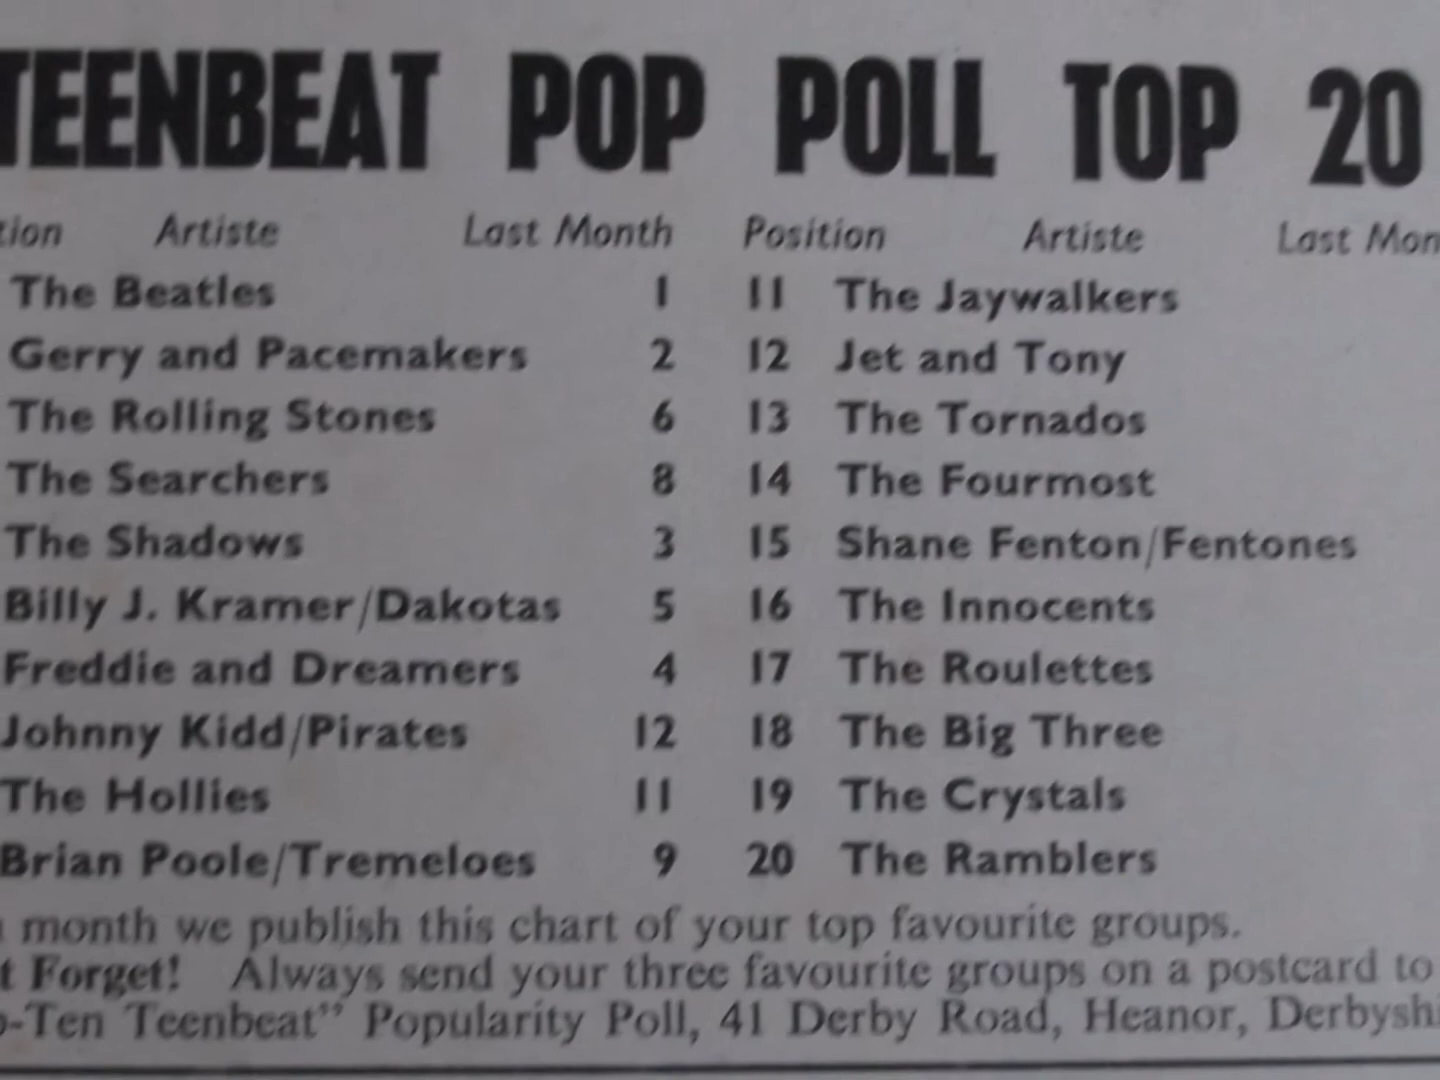 TEENBEAT POP POLL TOP 20
tion Artiste Last Month Position Artiste Last Mon
The Beatles 1 11 The Jaywalkers
Gerry and Pacemakers 2 12 Jet and Tony
The Rolling Stones 6 13 The Tornados
The Searchers 8 14 The Fourmost
The Shadows 3 15 Shane Fenton/Fentones
Billy J. Kramer/Dakotas 5 16 The Innocents
Freddie and Dreamers 4 17 The Roulettes
Johnny Kidd/Pirates 12 18 The Big Three
The Hollies 11 19 The Crystals
Brian Poole/Tremeloes 9 20 The Ramblers
month we publish this chart of your top favourite groups.
t Forget! Always send your three favourite groups on a postcard to
-Ten Teenbeat” Popularity Poll, 41 Derby Road, Heanor, Derbyshi